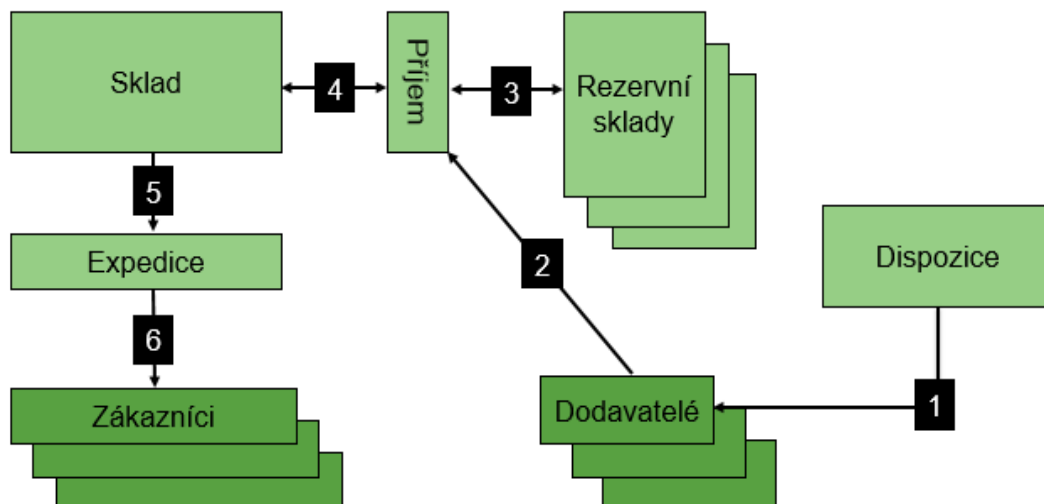 Sklad
4
Příjem
3
Rezervní
sklady
5
Expedice
2
Dispozice
6
Zákazníci
Dodavatelé
1